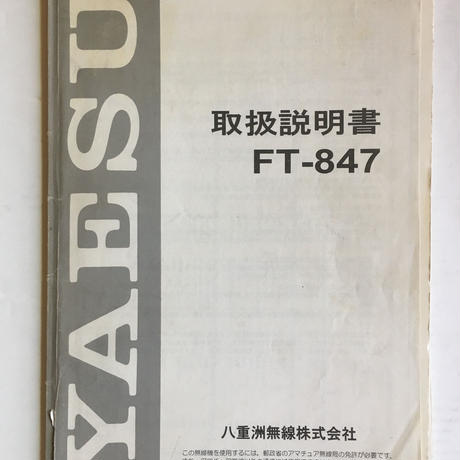 YAESU
取扱説明書
FT-847
八重洲無線株式会社
この無線機を使用するには、郵政省のアマチュア無線局の免許が必要です。